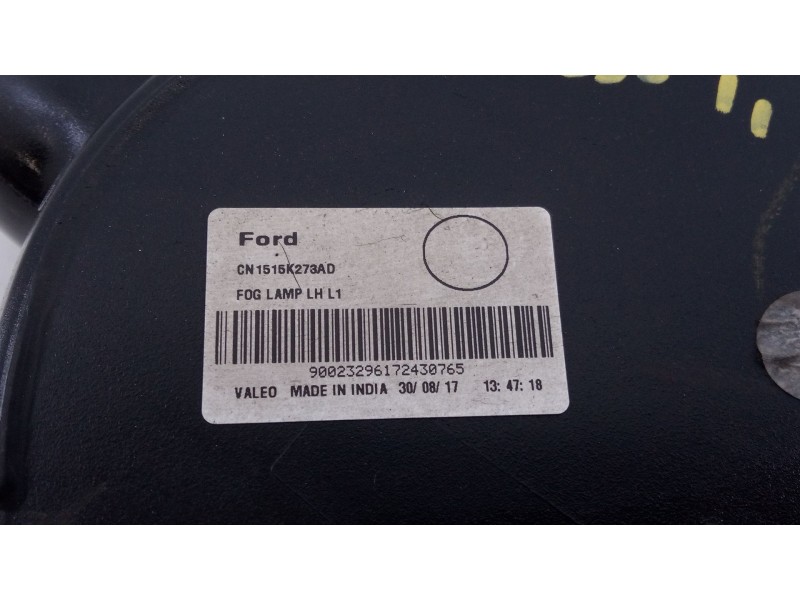 Ford
CN1515K273AD
FOG LAMP LH L1
90023296172430765
VALEO MADE IN INDIA 30/ 08/ 17 13: 47: 18